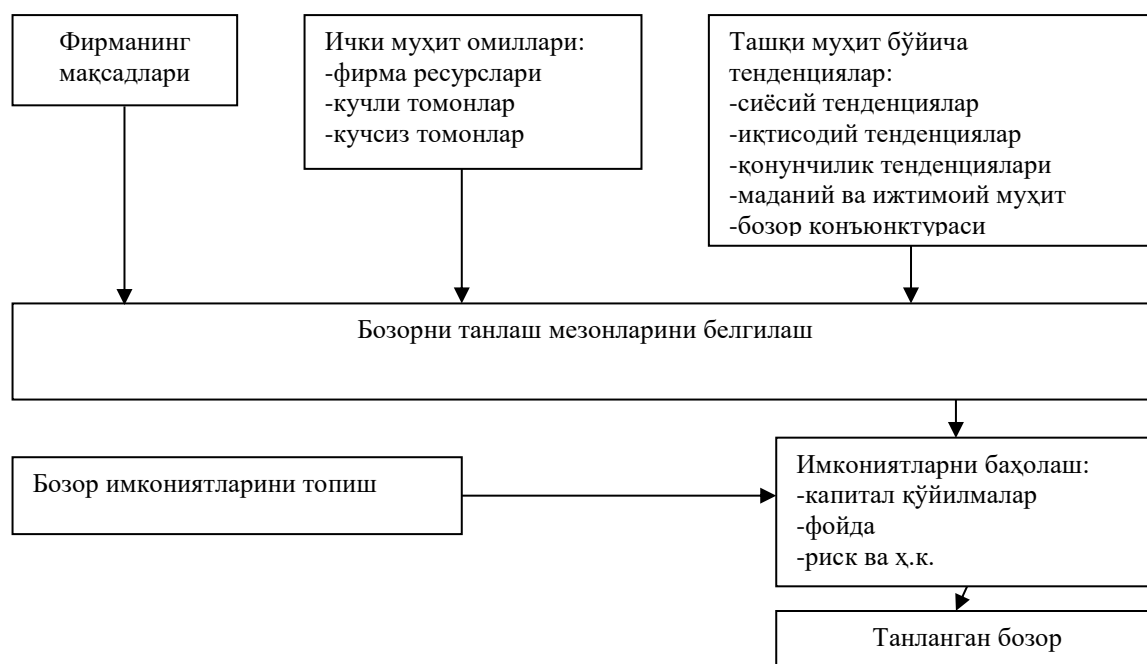 Фирманинг
мақсадлари
Ички муҳит омиллари:
-фирма ресурслари
-кучли томонлар
-кучсиз томонлар
Ташқи муҳит бўйича
тенденциялар:
-сиёсий тенденциялар
-иқтисодий тенденциялар
-қонунчилик тенденциялари
-маданий ва ижтимоий муҳит
-бозор конъюнктураси
Бозорни танлаш мезонларини белгилаш
Бозор имкониятларини топиш
Имкониятларни баҳолаш:
-капитал қўйилмалар
-фойда
-риск ва ҳ.к.
Танланган бозор